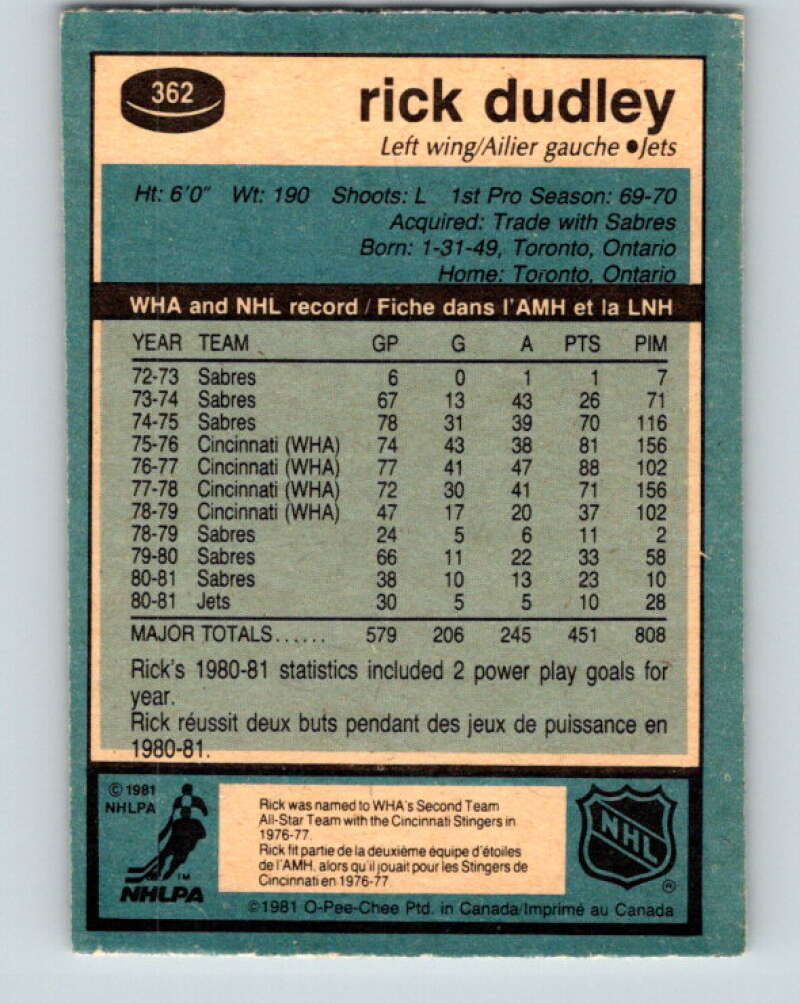 362
rick dudley
Left wing/Ailier gauche ●Jets
Ht: 6'0" Wt: 190 Shoots: L 1st Pro Season: 69-70
Acquired: Trade with Sabres
Born: 1-31-49, Toronto, Ontario
Home: Toronto, Ontario
WHA and NHL record / Fiche dans l'AMH et la LNH
YEAR TEAM GP G A PTS PIM
72-73 Sabres 6 0 1 1 7
73-74 Sabres 67 13 43 26 71
74-75 Sabres 78 31 39 70 116
75-76 Cincinnati (WHA) 74 43 38 81 156
76-77 Cincinnati (WHA) 77 41 47 88 102
77-78 Cincinnati (WHA) 72 30 41 71 156
78-79 Cincinnati (WHA) 47 17 20 37 102
78-79 Sabres 24 5 6 11 2
79-80 Sabres 66 11 22 33 58
80-81 Sabres 38 10 13 23 10
80-81 Jets 30 5 5 10 28
MAJOR TOTALS...... 579 206 245 451 808
Rick's 1980-81 statistics included 2 power play goals for
year.
Rick réussit deux buts pendant des jeux de puissance en
1980-81.
© 1981
NHLPA
TM
NHLPA
Rick was named to WHA's Second Team
All-Star Team with the Cincinnati Stingers in
1976-77.
Rick fit partie de la deuxième équipe d'étoiles
de l'AMH, alors qu'il jouait pour les Stingers de
Cincinnati en 1976-77
NHL
®
©1981 O-Pee-Chee Ptd. in Canada/Imprimé au Canada